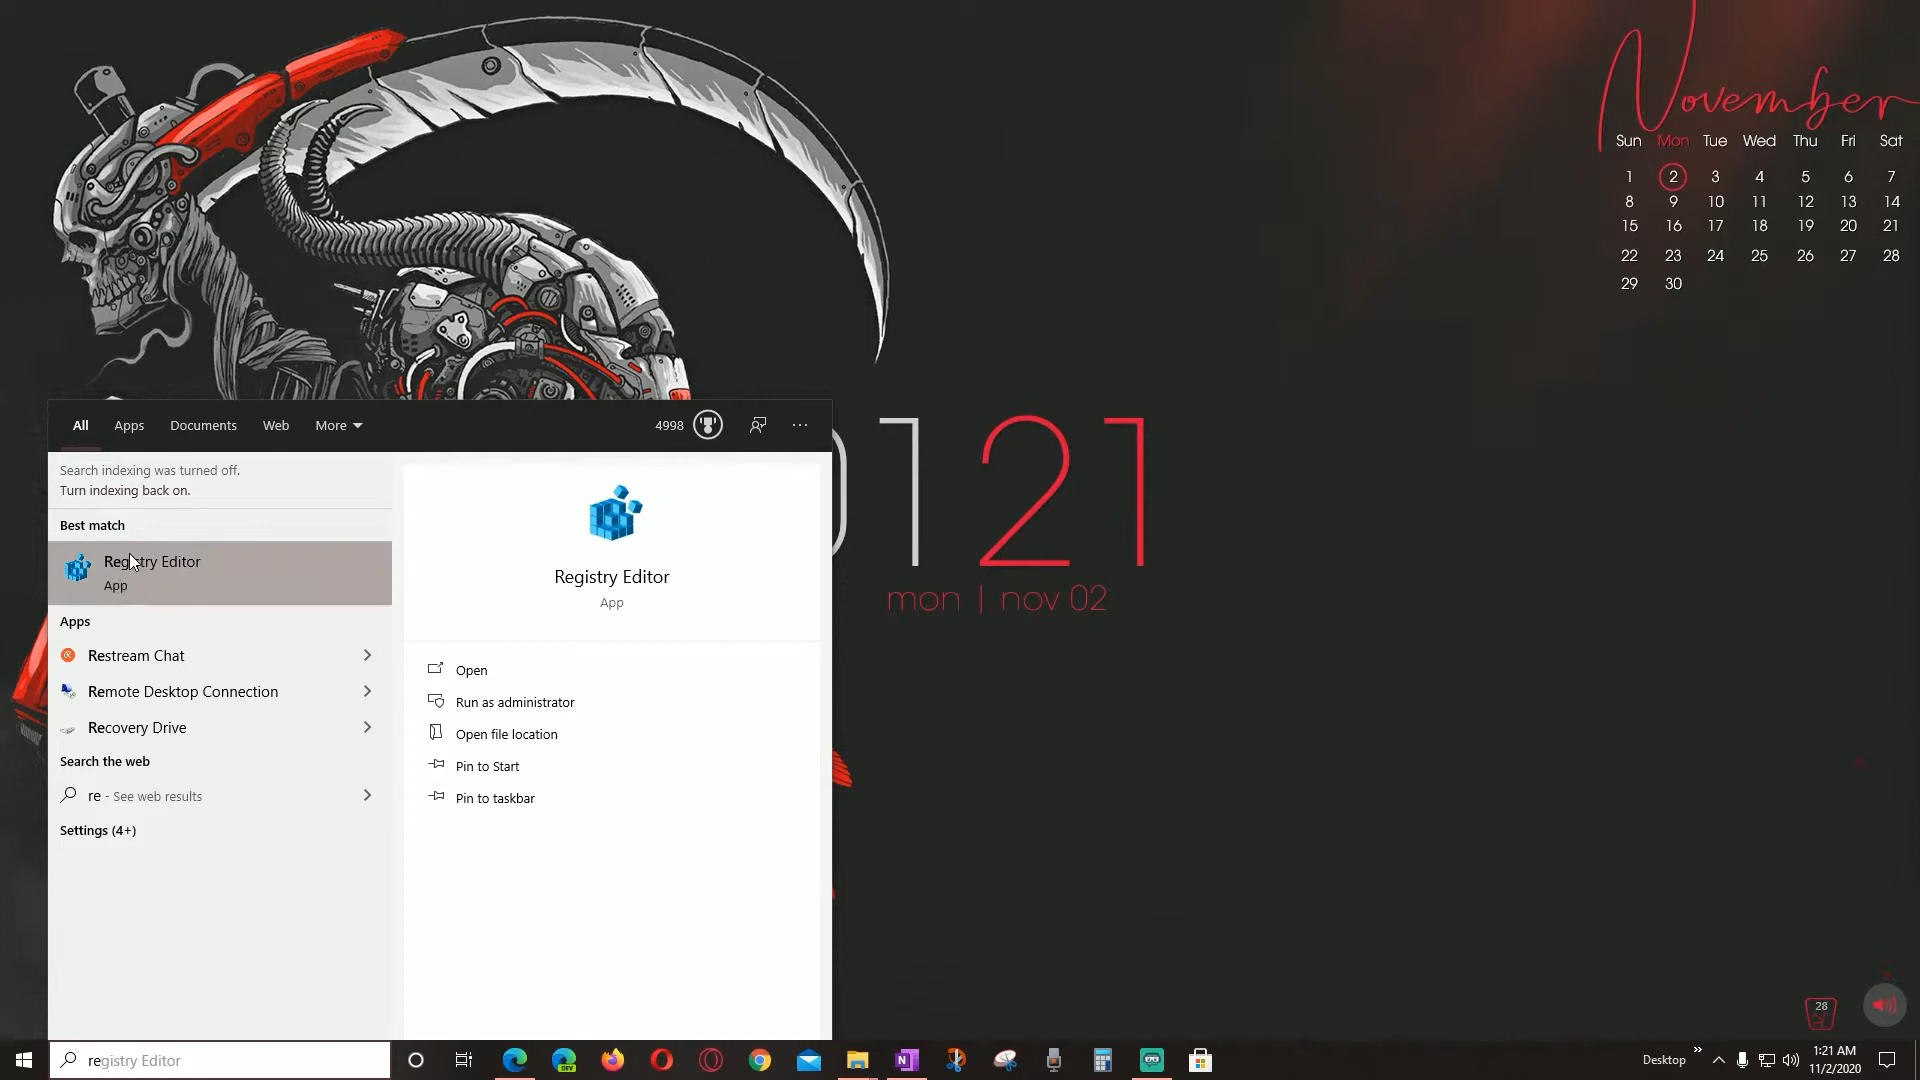 November
Sun Mon Tue Wed Thu Fri Sat
1 2 3 4 5 6 7
8 9 10 11 12 13 14
15 16 17 18 19 20 21
22 23 24 25 26 27 28
29 30
0121
mon | nov 02
All Apps Documents Web More 4998 ...
Search indexing was turned off.
Turn indexing back on.
Best match
Registry Editor
App
Apps
Restream Chat
Remote Desktop Connection
Recovery Drive
Search the web
re - See web results
Settings (4+)
Registry Editor
App
Open
Run as administrator
Open file location
Pin to Start
Pin to taskbar
28
registry Editor
DEV
N
Desktop
1:21 AM
11/2/2020